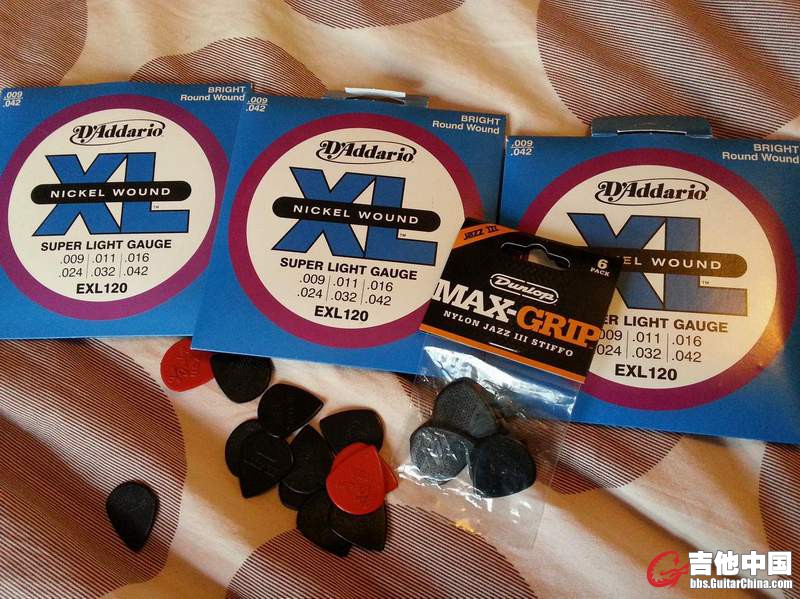 .009
.042
BRIGHT
Round Wound
D'Addario
XL
NICKEL WOUND
TM
SUPER LIGHT GAUGE
.009 .011 .016
.024 .032 .042
EXL120
.009
.042
BRIGHT
Round Wound
D'Addario
XL
NICKEL WOUND
TM
SUPER LIGHT GAUGE
.009 .011 .016
.024 .032 .042
EXL120
.009
.042
BRIGHT
Round Wound
D'Addario
XL
WOUND
TM
LIGHT GAUGE
.011 .016
.024 .032 .042
EXL120
JAZZ III
6
PACK
Dunlop
MAX-GRIP
NYLON JAZZ III STIFFO
吉他中国
bbs.GuitarChina.com